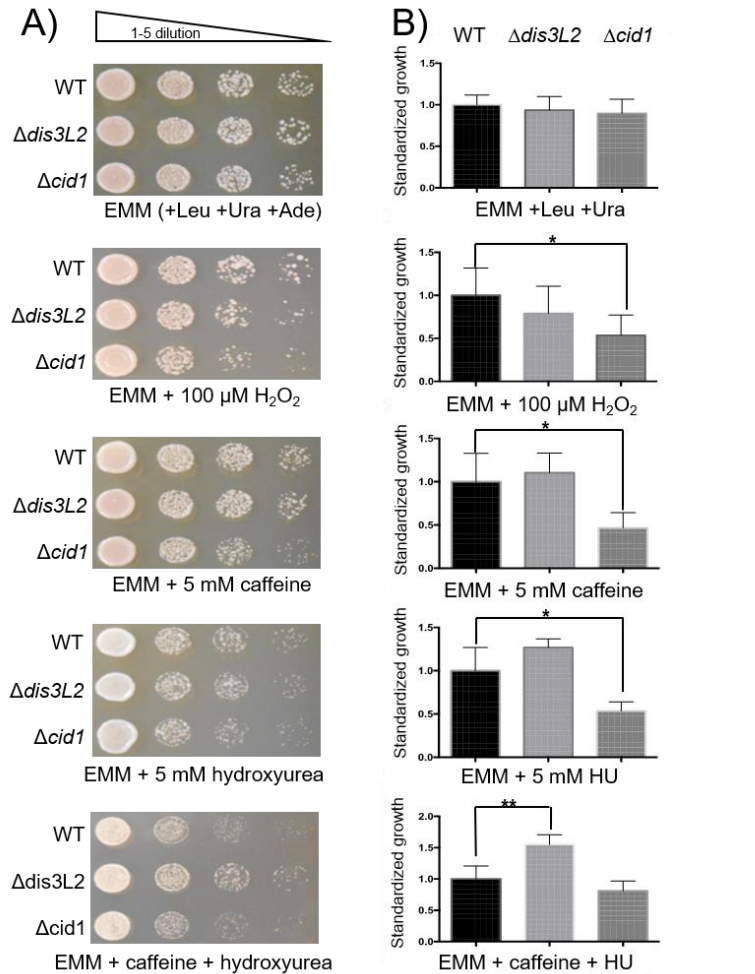 A)
1-5 dilution
WT
Δdis3L2
Δcid1
EMM (+Leu +Ura +Ade)
WT
Δdis3L2
Δcid1
EMM + 100 µM H₂O₂
WT
Δdis3L2
Δcid1
EMM + 5 mM caffeine
WT
Δdis3L2
Δcid1
EMM + 5 mM hydroxyurea
WT
Δdis3L2
Δcid1
EMM + caffeine + hydroxyurea
B)
WT Δdis3L2 Δcid1
Standardized growth
1.5
1.0
0.5
0.0
EMM +Leu +Ura
Standardized growth
1.5
1.0
0.5
0.0
*
EMM + 100 µM H₂O₂
Standardized growth
1.5
1.0
0.5
0.0
*
EMM + 5 mM caffeine
Standardized growth
1.5
1.0
0.5
0.0
*
EMM + 5 mM HU
Standardized growth
2.0
1.5
1.0
0.5
0.0
**
EMM + caffeine + HU